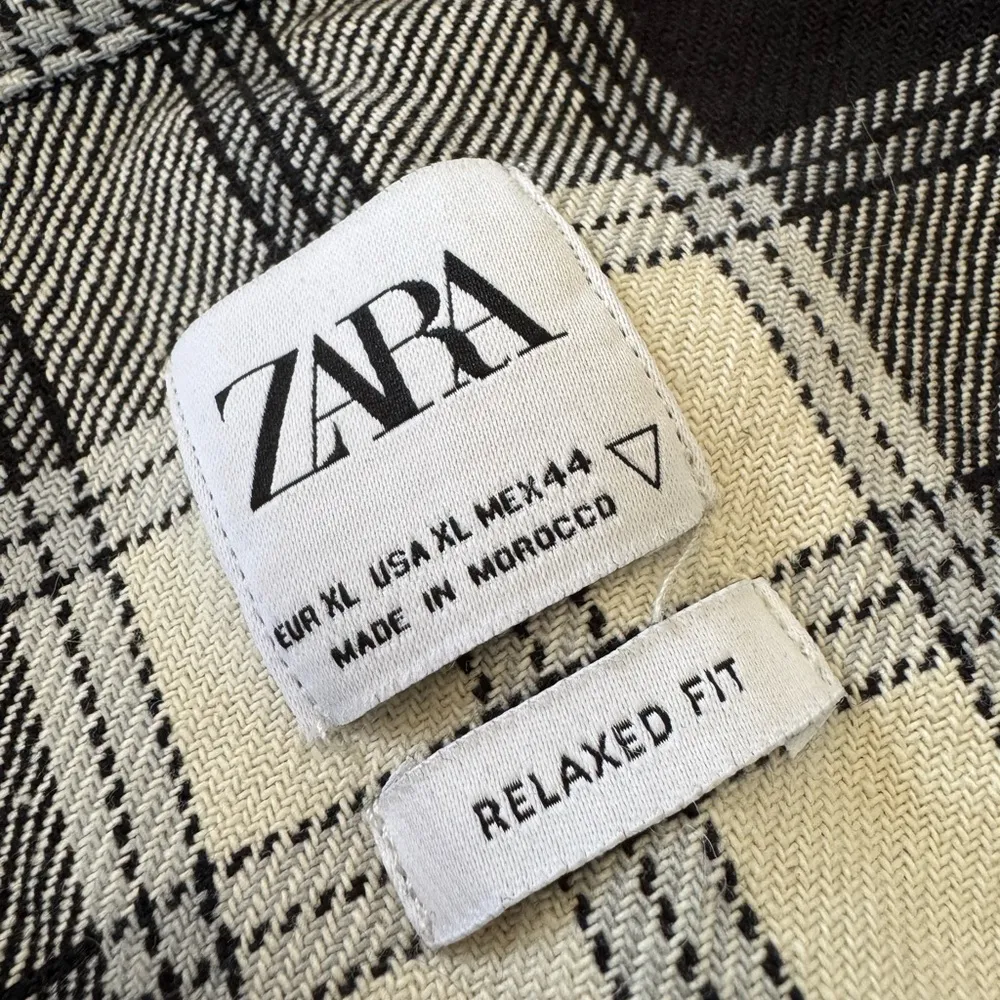 ZARA
EUR XL USA XL MEX 44
MADE IN MOROCCO
RELAXED FIT